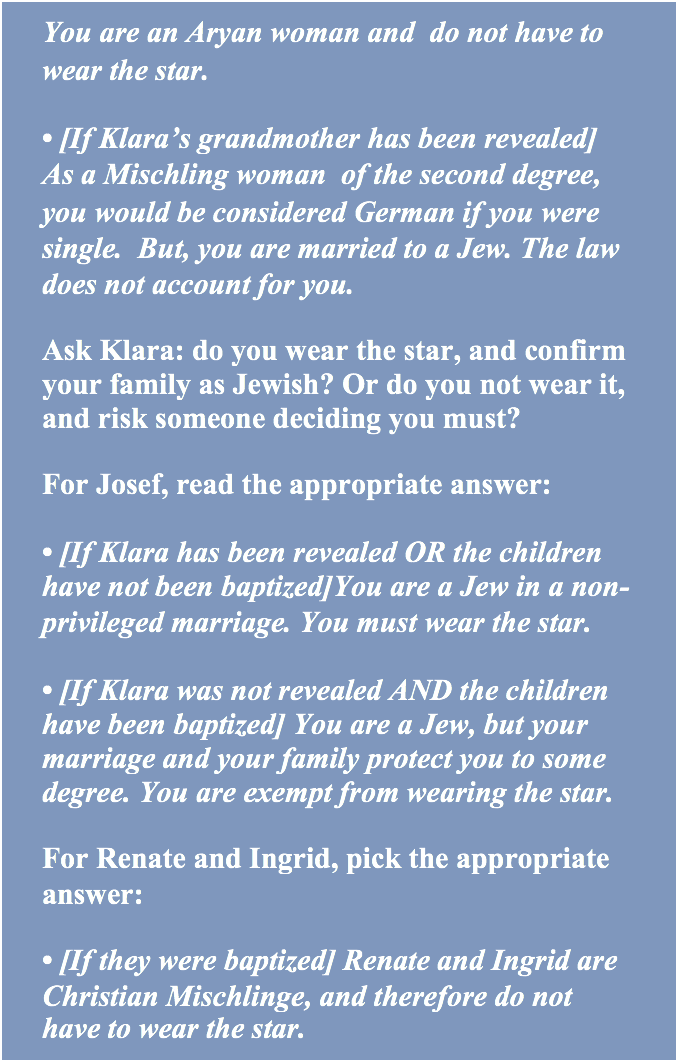 You are an Aryan woman and  do not have to
wear the star.
• [If Klara’s grandmother has been revealed]
As a Mischling woman  of the second degree,
you would be considered German if you were
single.  But, you are married to a Jew. The law
does not account for you.
Ask Klara: do you wear the star, and confirm
your family as Jewish? Or do you not wear it,
and risk someone deciding you must?
For Josef, read the appropriate answer:
• [If Klara has been revealed OR the children
have not been baptized]You are a Jew in a non-
privileged marriage. You must wear the star.
• [If Klara was not revealed AND the children
have been baptized] You are a Jew, but your
marriage and your family protect you to some
degree. You are exempt from wearing the star.
For Renate and Ingrid, pick the appropriate
answer:
• [If they were baptized] Renate and Ingrid are
Christian Mischlinge, and therefore do not
have to wear the star.